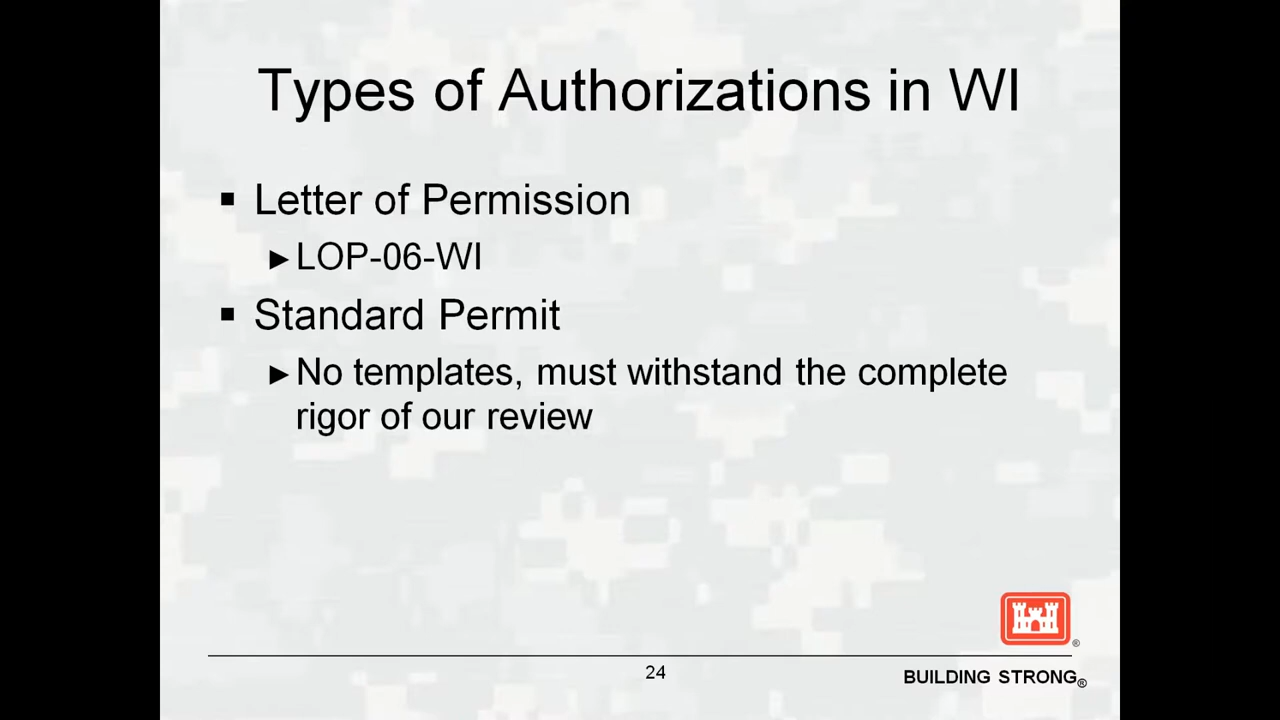 Types of Authorizations in WI
▪ Letter of Permission
►LOP-06-WI
▪ Standard Permit
►No templates, must withstand the complete
rigor of our review
24
BUILDING STRONG®
®